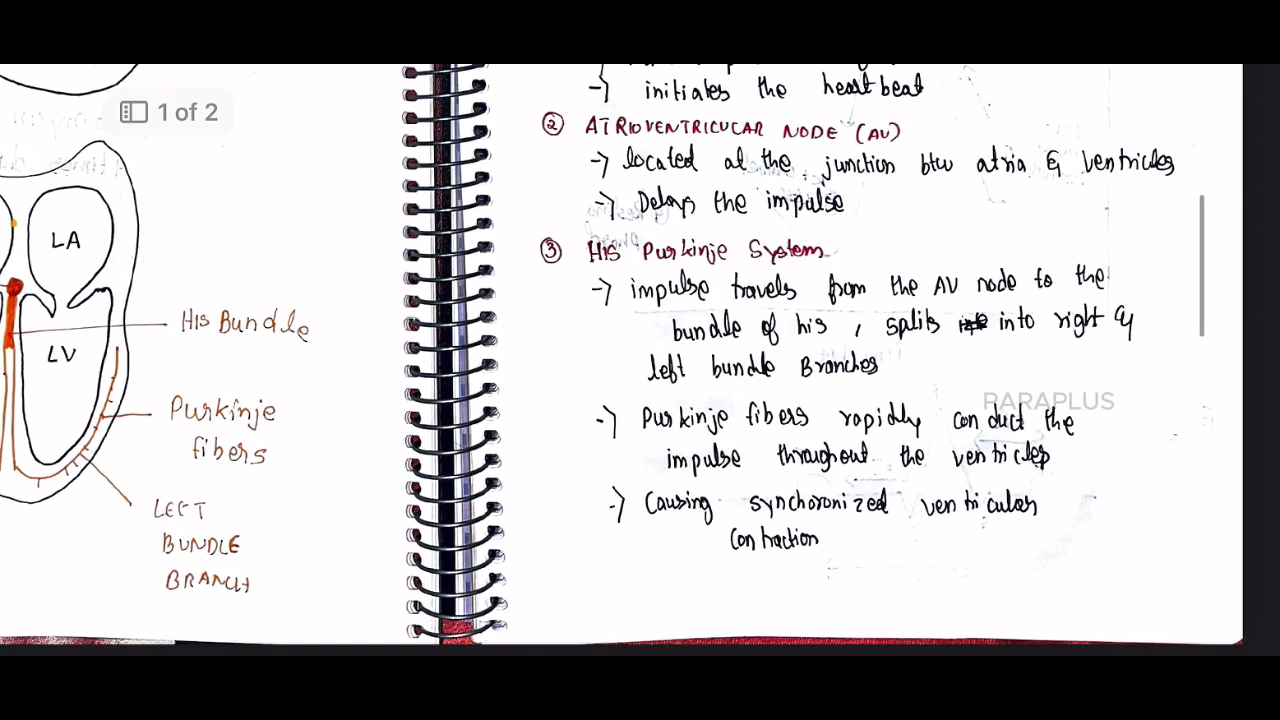 1 of 2
LA
LV
His Bundle
Purkinje
fibers
LEFT
BUNDLE
BRANCH
-> initiates the heart beat
② ATRIOVENTRICULAR NODE (AV)
-> located at the junction btw atria & ventricles
-> Delays the impulse
③ His Purkinje System
-> impulse travels from the AV node to the
bundle of his, splits into right &
left bundle Branches
PARAPLUS
-> Purkinje fibers rapidly conduct the
impulse throughout the ventricles
-> Causing synchoronized ventricular
contraction